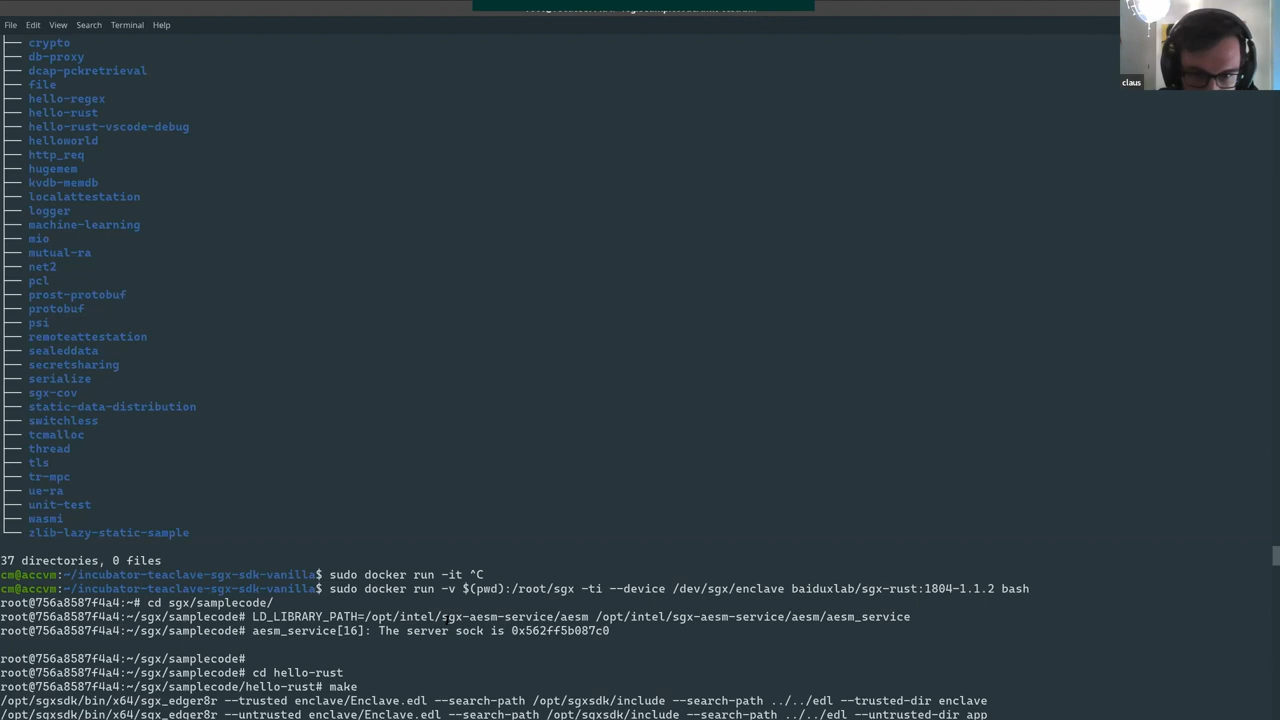 File Edit View Search Terminal Help
├── crypto
├── db-proxy
├── dcap-pckretrieval
├── file
├── hello-regex
├── hello-rust
├── hello-rust-vscode-debug
├── helloworld
├── http_req
├── hugemem
├── kvdb-memdb
├── localattestation
├── logger
├── machine-learning
├── mio
├── mutual-ra
├── net2
├── pcl
├── prost-protobuf
├── protobuf
├── psi
├── remoteattestation
├── sealeddata
├── secretsharing
├── serialize
├── sgx-cov
├── static-data-distribution
├── switchless
├── tcmalloc
├── thread
├── tls
├── tr-mpc
├── ue-ra
├── unit-test
├── wasmi
└── zlib-lazy-static-sample
37 directories, 0 files
cm@accvm:~/incubator-teaclave-sgx-sdk-vanilla$ sudo docker run -it ^C
cm@accvm:~/incubator-teaclave-sgx-sdk-vanilla$ sudo docker run -v $(pwd):/root/sgx -ti --device /dev/sgx/enclave baiduxlab/sgx-rust:1804-1.1.2 bash
root@756a8587f4a4:~# cd sgx/samplecode/
root@756a8587f4a4:~/sgx/samplecode# LD_LIBRARY_PATH=/opt/intel/sgx-aesm-service/aesm /opt/intel/sgx-aesm-service/aesm/aesm_service
root@756a8587f4a4:~/sgx/samplecode# aesm_service[16]: The server sock is 0x562ff5b087c0
root@756a8587f4a4:~/sgx/samplecode#
root@756a8587f4a4:~/sgx/samplecode# cd hello-rust
root@756a8587f4a4:~/sgx/samplecode/hello-rust# make
/opt/sgxsdk/bin/x64/sgx_edger8r --trusted enclave/Enclave.edl --search-path /opt/sgxsdk/include --search-path ../../edl --trusted-dir enclave
/opt/sgxsdk/bin/x64/sgx_edger8r --untrusted enclave/Enclave.edl --search-path /opt/sgxsdk/include --search-path ../../edl --untrusted-dir app
claus